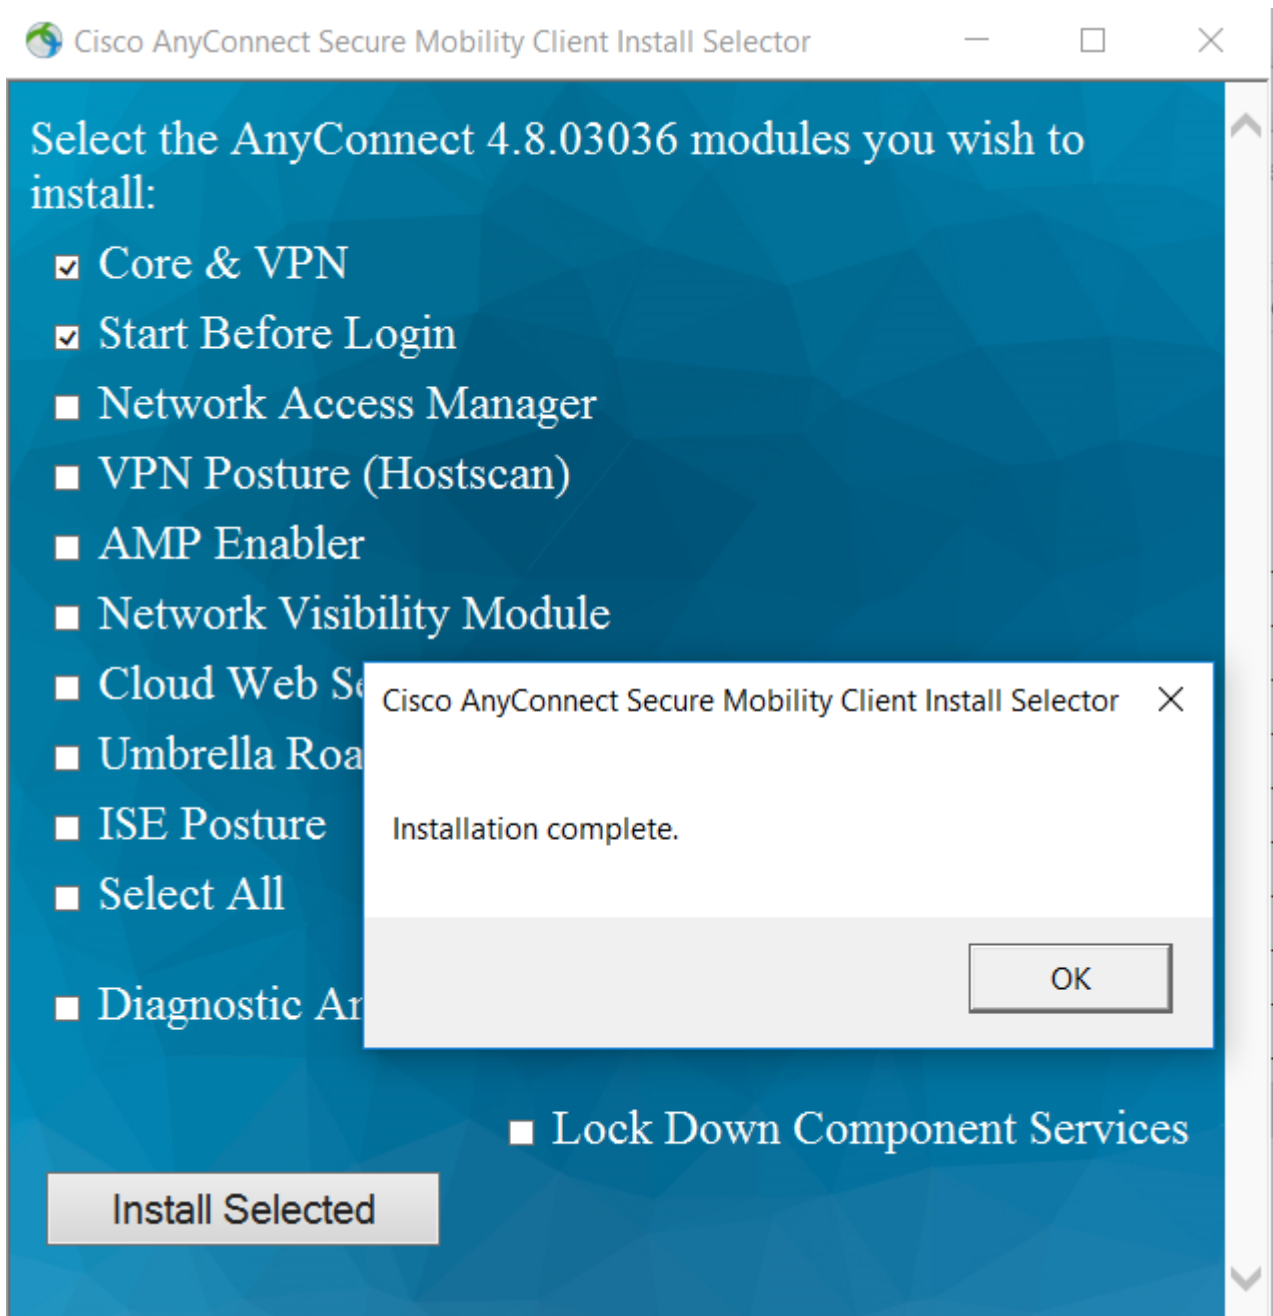 Cisco AnyConnect Secure Mobility Client Install Selector
Select the AnyConnect 4.8.03036 modules you wish to
install:
Core & VPN
Start Before Login
Network Access Manager
VPN Posture (Hostscan)
AMP Enabler
Network Visibility Module
Cloud Web
Umbrella
ISE Posture
Select All
Diagnostic
Cisco AnyConnect Secure Mobility Client Install Selector
Installation complete.
OK
Lock Down Component Services
Install Selected